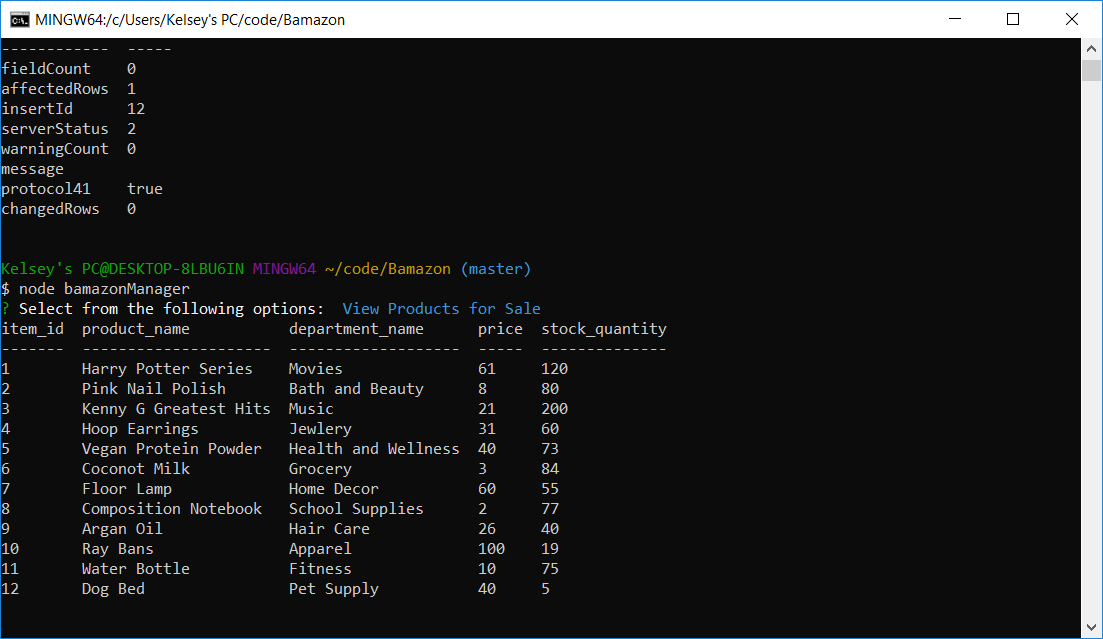 MINGW64:/c/Users/Kelsey's PC/code/Bamazon
------------  -----
fieldCount    0
affectedRows  1
insertId      12
serverStatus  2
warningCount  0
message
protocol41    true
changedRows   0
Kelsey's PC@DESKTOP-8LBU6IN MINGW64 ~/code/Bamazon (master)
$ node bamazonManager
? Select from the following options:  View Products for Sale
item_id  product_name           department_name      price  stock_quantity
-------  ---------------------  -------------------  -----  --------------
1        Harry Potter Series    Movies               61     120
2        Pink Nail Polish       Bath and Beauty      8      80
3        Kenny G Greatest Hits  Music                21     200
4        Hoop Earrings          Jewlery              31     60
5        Vegan Protein Powder   Health and Wellness  40     73
6        Coconot Milk           Grocery              3      84
7        Floor Lamp             Home Decor           60     55
8        Composition Notebook   School Supplies      2      77
9        Argan Oil              Hair Care            26     40
10       Ray Bans               Apparel              100    19
11       Water Bottle           Fitness              10     75
12       Dog Bed                Pet Supply           40     5